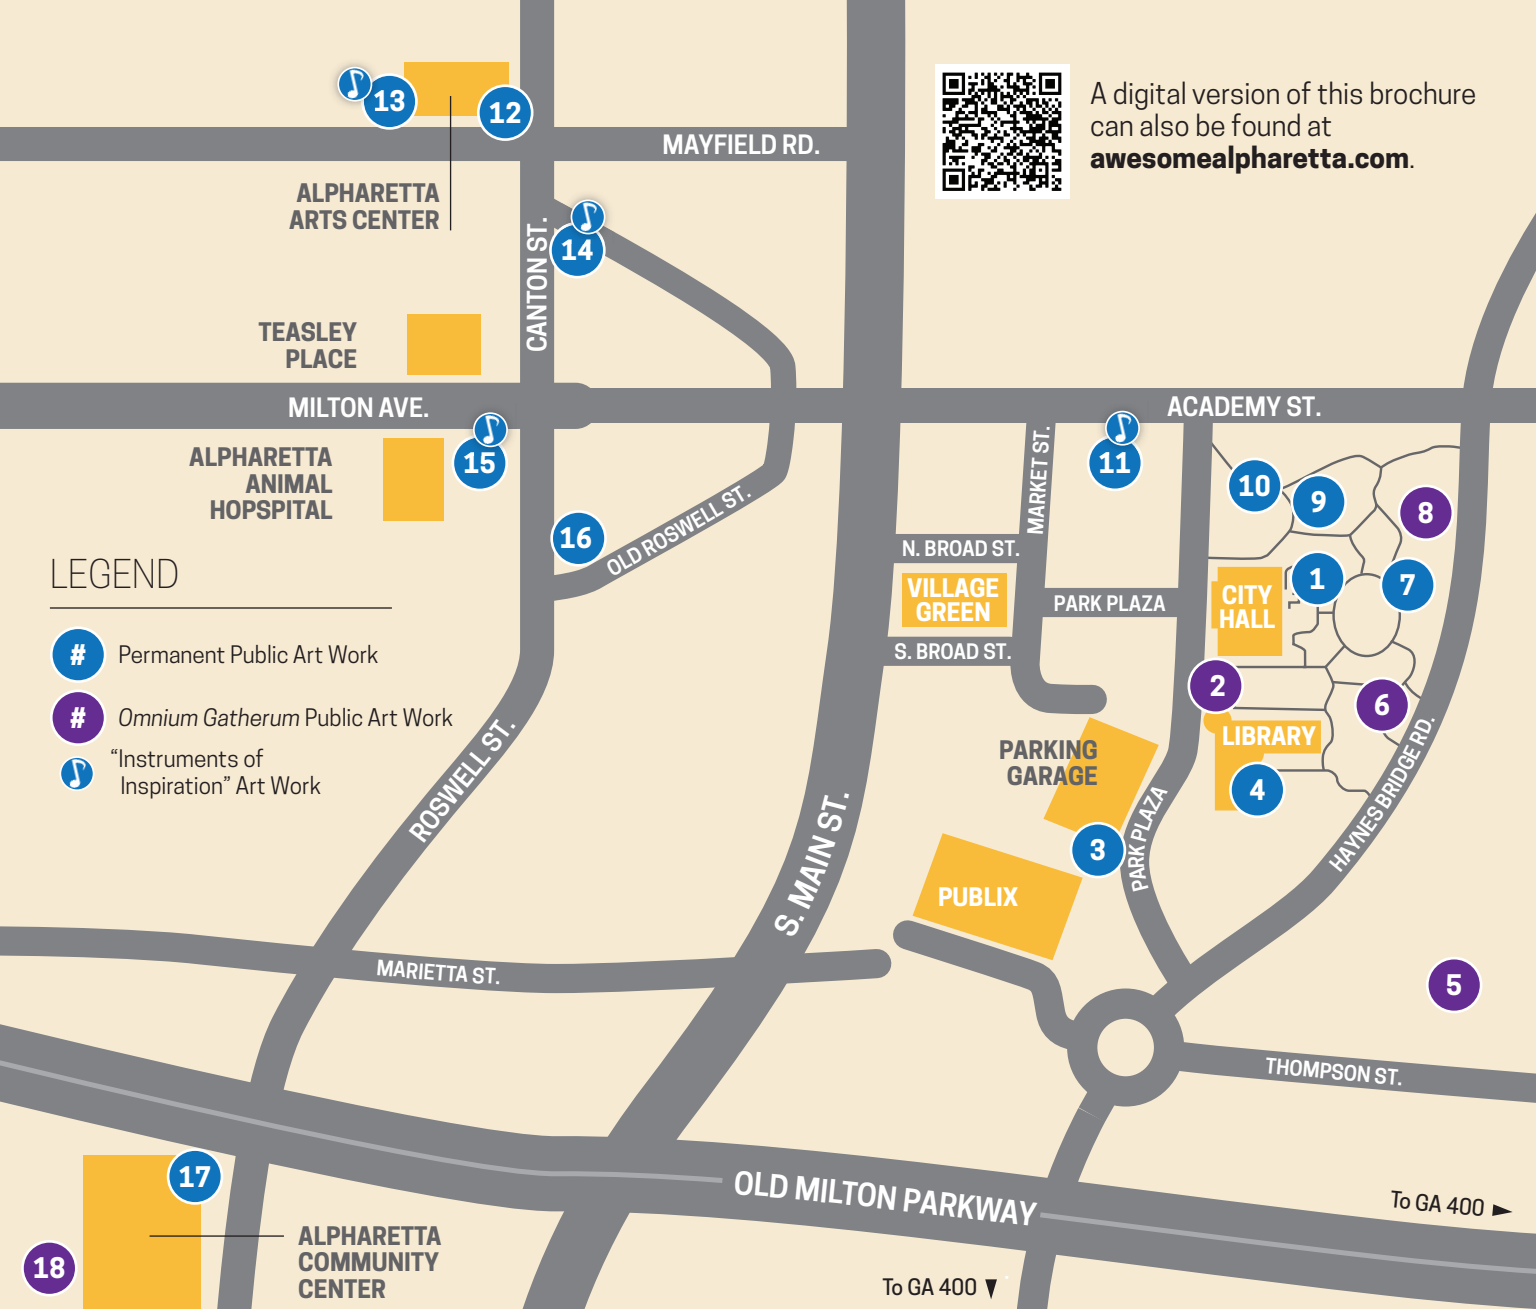 A digital version of this brochure
can also be found at
awesomealpharetta.com.
13
12
MAYFIELD RD.
ALPHARETTA
ARTS CENTER
14
CANTON ST.
TEASLEY
PLACE
MILTON AVE.
ACADEMY ST.
ALPHARETTA
ANIMAL
HOPSPITAL
15
11
MARKET ST.
10
9
8
16
OLD ROSWELL ST.
N. BROAD ST.
VILLAGE
GREEN
PARK PLAZA
CITY
HALL
1
7
S. BROAD ST.
LEGEND
# Permanent Public Art Work
# Omnium Gatherum Public Art Work
“Instruments of
Inspiration” Art Work
2
6
LIBRARY
4
PARKING
GARAGE
3
PARK PLAZA
HAYNES BRIDGE RD.
ROSWELL ST.
S. MAIN ST.
PUBLIX
MARIETTA ST.
5
THOMPSON ST.
OLD MILTON PARKWAY
To GA 400
17
ALPHARETTA
COMMUNITY
CENTER
18
To GA 400